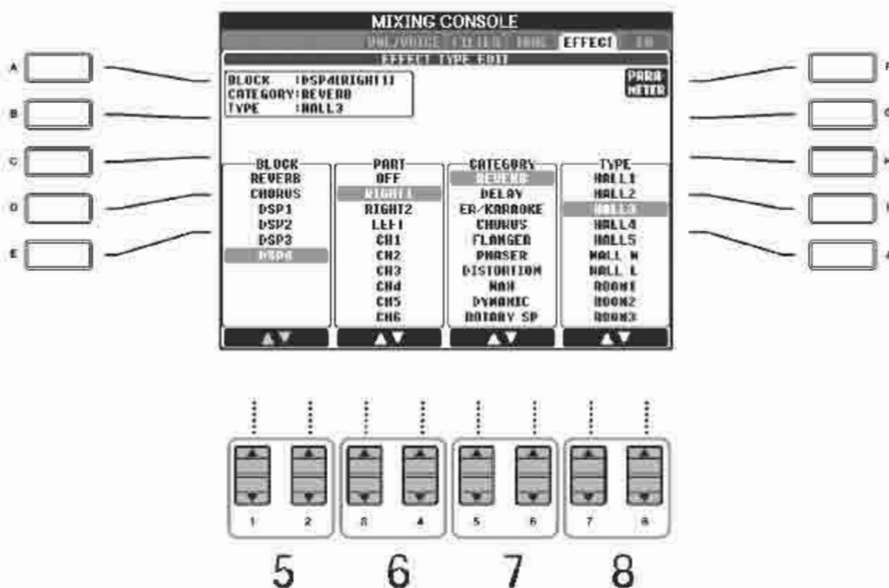 MIXING CONSOLE
VOL/VOICE FILTER TUNE EFFECT EQ
EFFECT TYPE EDIT
BLOCK :DSP4(RIGHT1)
CATEGORY:REVERB
TYPE :HALL3
PARA-
METER
A
B
C
D
E
F
G
H
I
J
BLOCK
REVERB
CHORUS
DSP1
DSP2
DSP3
DSP4
PART
OFF
RIGHT1
RIGHT2
LEFT
CH1
CH2
CH3
CH4
CH5
CH6
CATEGORY
REVERB
DELAY
ER/KARAOKE
CHORUS
FLANGER
PHASER
DISTORTION
WAH
DYNAMIC
ROTARY SP
TYPE
HALL1
HALL2
HALL3
HALL4
HALL5
HALL M
HALL L
ROOM1
ROOM2
ROOM3
1 2 3 4 5 6 7 8
5 6 7 8